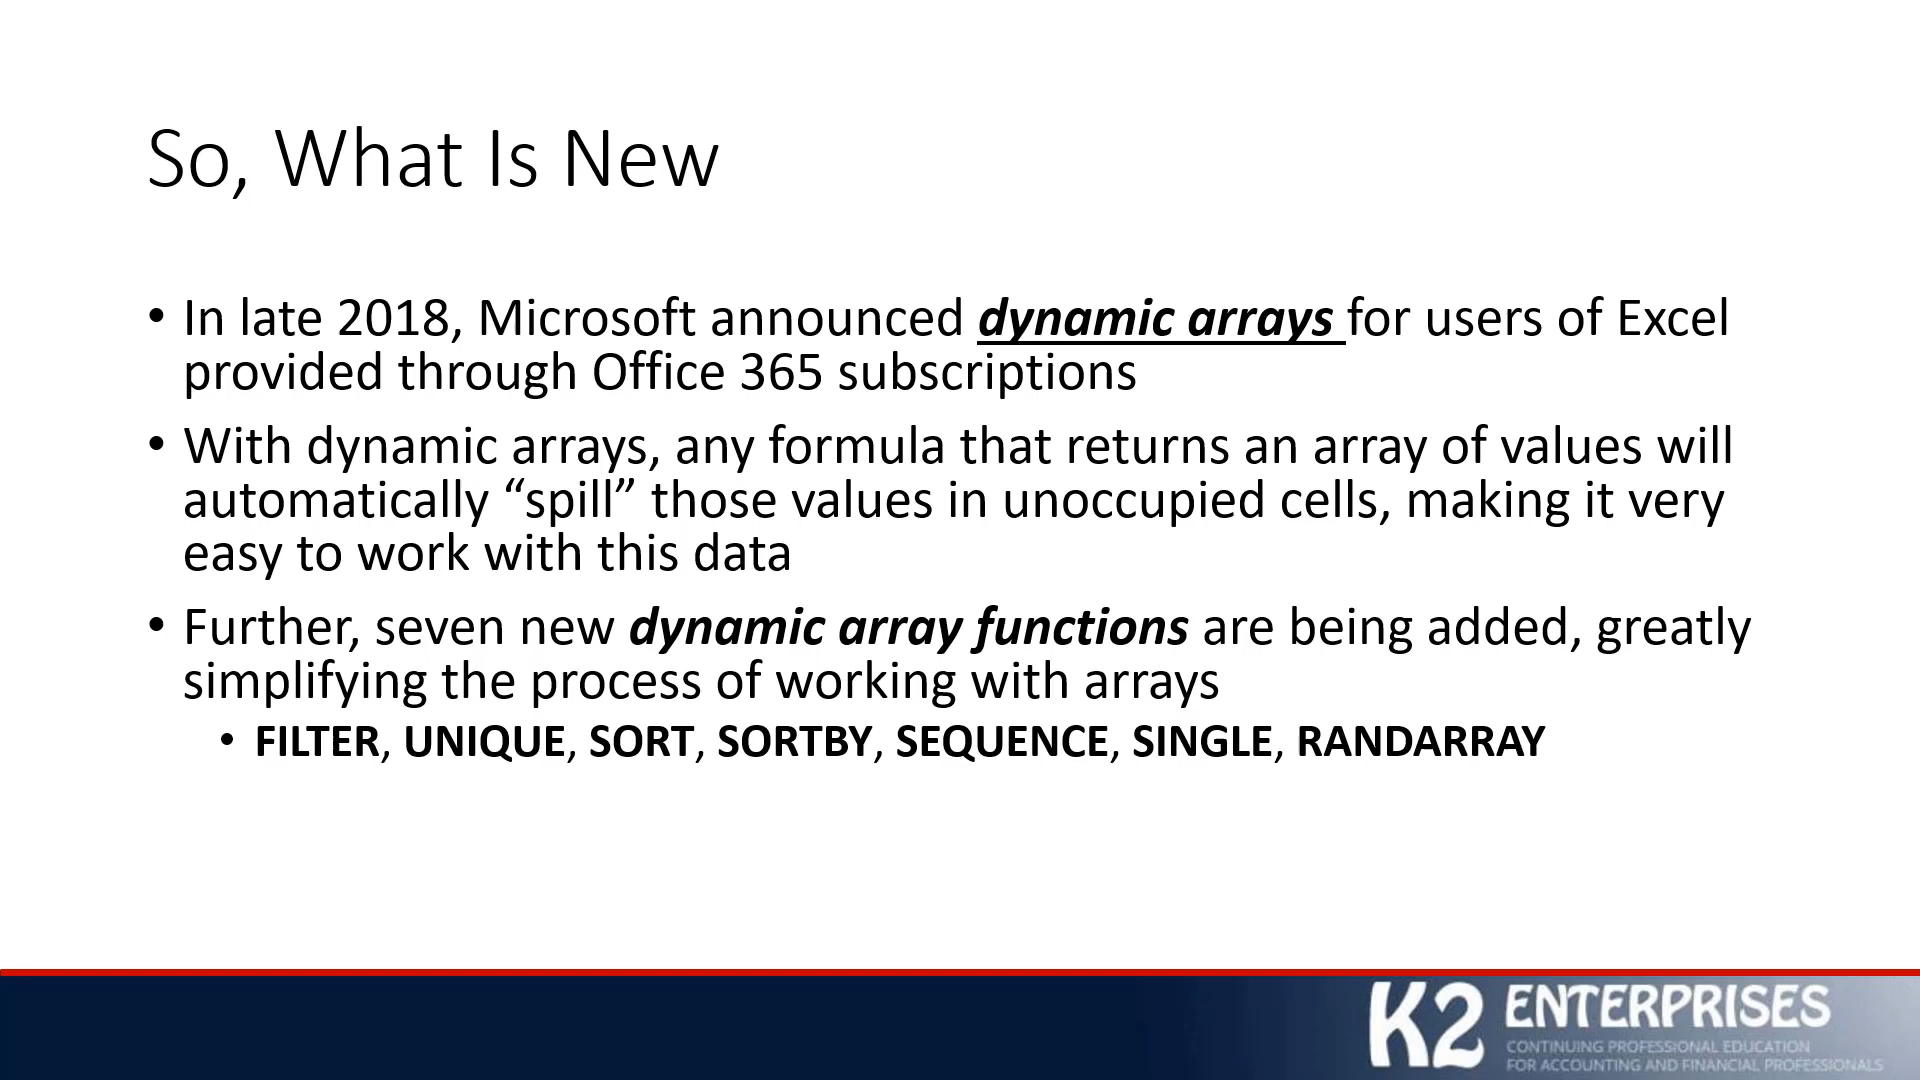 So, What Is New
• In late 2018, Microsoft announced dynamic arrays for users of Excel
provided through Office 365 subscriptions
• With dynamic arrays, any formula that returns an array of values will
automatically “spill” those values in unoccupied cells, making it very
easy to work with this data
• Further, seven new dynamic array functions are being added, greatly
simplifying the process of working with arrays
• FILTER, UNIQUE, SORT, SORTBY, SEQUENCE, SINGLE, RANDARRAY
K2 ENTERPRISES
CONTINUING PROFESSIONAL EDUCATION
FOR ACCOUNTING AND FINANCIAL PROFESSIONALS